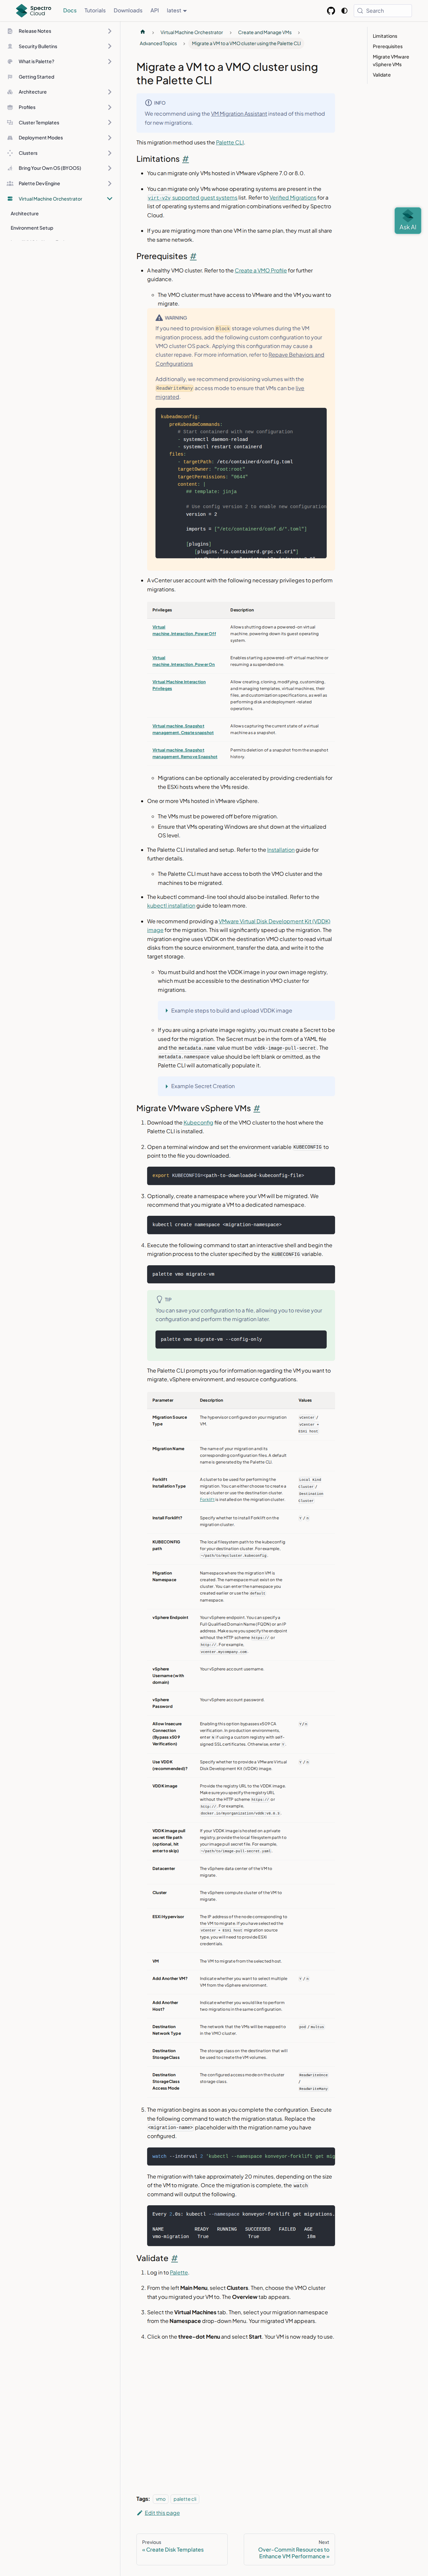 Spectro Cloud
Docs
Tutorials
Downloads
API
latest
Search
Release Notes
Security Bulletins
What is Palette?
Getting Started
Architecture
Profiles
Cluster Templates
Deployment Modes
Clusters
Bring Your Own OS (BYOOS)
Palette Dev Engine
Virtual Machine Orchestrator
Architecture
Environment Setup
Virtual Machine Orchestrator
Create and Manage VMs
Advanced Topics
Migrate a VM to a VMO cluster using the Palette CLI
Limitations
Prerequisites
Migrate VMware vSphere VMs
Validate
Ask AI
Migrate a VM to a VMO cluster using
the Palette CLI
INFO
We recommend using the VM Migration Assistant instead of this method
for new migrations.
This migration method uses the Palette CLI.
Limitations #
You can migrate only VMs hosted in VMware vSphere 7.0 or 8.0.
You can migrate only VMs whose operating systems are present in the
virt-v2v supported guest systems list. Refer to Verified Migrations for a
list of operating systems and migration combinations verified by Spectro
Cloud.
If you are migrating more than one VM in the same plan, they must all share
the same network.
Prerequisites #
A healthy VMO cluster. Refer to the Create a VMO Profile for further
guidance.
The VMO cluster must have access to VMware and the VM you want to
migrate.
WARNING
If you need to provision Block storage volumes during the VM
migration process, add the following custom configuration to your
VMO cluster OS pack. Applying this configuration may cause a
cluster repave. For more information, refer to Repave Behaviors and
Configurations
Additionally, we recommend provisioning volumes with the
ReadWriteMany access mode to ensure that VMs can be live
migrated.
kubeadmconfig:
preKubeadmCommands:
# Start containerd with new configuration
- systemctl daemon-reload
- systemctl restart containerd
files:
- targetPath: /etc/containerd/config.toml
targetOwner: "root:root"
targetPermissions: "0644"
content: |
## template: jinja
# Use config version 2 to enable new configuration
version = 2
imports = ["/etc/containerd/conf.d/*.toml"]
[plugins]
[plugins."io.containerd.grpc.v1.cri"]
A vCenter user account with the following necessary privileges to perform
migrations.
Privileges
Description
Virtual machine.Interaction.Power Off
Allows shutting down a powered-on virtual machine, powering down its guest operating system.
Virtual machine.Interaction.Power On
Enables starting a powered-off virtual machine or resuming a suspended one.
Virtual Machine Interaction Privileges
Allow creating, cloning, modifying, customizing, and managing templates, virtual machines, their files, and customization specifications, as well as performing disk and deployment-related operations.
Virtual machine.Snapshot management.Create snapshot
Allows capturing the current state of a virtual machine as a snapshot.
Virtual machine.Snapshot management.Remove Snapshot
Permits deletion of a snapshot from the snapshot history.
Migrations can be optionally accelerated by providing credentials for
the ESXi hosts where the VMs reside.
One or more VMs hosted in VMware vSphere.
The VMs must be powered off before migration.
Ensure that VMs operating Windows are shut down at the virtualized
OS level.
The Palette CLI installed and setup. Refer to the Installation guide for
further details.
The Palette CLI must have access to both the VMO cluster and the
machines to be migrated.
The kubectl command-line tool should also be installed. Refer to the
kubectl installation guide to learn more.
We recommend providing a VMware Virtual Disk Development Kit (VDDK)
image for the migration. This will significantly speed up the migration. The
migration engine uses VDDK on the destination VMO cluster to read virtual
disks from the source environment, transfer the data, and write it to the
target storage.
You must build and host the VDDK image in your own image registry,
which must be accessible to the destination VMO cluster for
migrations.
Example steps to build and upload VDDK image
If you are using a private image registry, you must create a Secret to be
used for the migration. The Secret must be in the form of a YAML file
and the metadata.name value must be vddk-image-pull-secret. The
metadata.namespace value should be left blank or omitted, as the
Palette CLI will automatically populate it.
Example Secret Creation
Migrate VMware vSphere VMs #
1. Download the Kubeconfig file of the VMO cluster to the host where the
Palette CLI is installed.
2. Open a terminal window and set the environment variable KUBECONFIG to
point to the file you downloaded.
export KUBECONFIG=<path-to-downloaded-kubeconfig-file>
3. Optionally, create a namespace where your VM will be migrated. We
recommend that you migrate a VM to a dedicated namespace.
kubectl create namespace <migration-namespace>
4. Execute the following command to start an interactive shell and begin the
migration process to the cluster specified by the KUBECONFIG variable.
palette vmo migrate-vm
TIP
You can save your configuration to a file, allowing you to revise your
configuration and perform the migration later.
palette vmo migrate-vm --config-only
The Palette CLI prompts you for information regarding the VM you want to
migrate, vSphere environment, and resource configurations.
Parameter
Description
Values
Migration Source Type
The hypervisor configured on your migration VM.
vCenter / vCenter + ESXi host
Migration Name
The name of your migration and its corresponding configuration files. A default name is generated by the Palette CLI.
Forklift Installation Type
A cluster to be used for performing the migration. You can either choose to create a local cluster or use the destination cluster. Forklift is installed on the migration cluster.
Local Kind Cluster / Destination Cluster
Install Forklift?
Specify whether to install Forklift on the migration cluster.
Y / n
KUBECONFIG path
The local filesystem path to the kubeconfig for your destination cluster. For example, ~/path/to/mycluster.kubeconfig.
Migration Namespace
Namespace where the migration VM is created. The namespace must exist on the cluster. You can enter the namespace you created earlier or use the default namespace.
vSphere Endpoint
Your vSphere endpoint. You can specify a Full Qualified Domain Name (FQDN) or an IP address. Make sure you specify the endpoint without the HTTP scheme https:// or http://. For example, vcenter.mycompany.com.
vSphere Username (with domain)
Your vSphere account username.
vSphere Password
Your vSphere account password.
Allow Insecure Connection (Bypass x509 Verification)
Enabling this option bypasses x509 CA verification. In production environments, enter N if using a custom registry with self-signed SSL certificates. Otherwise, enter Y.
Y / n
Use VDDK (recommended)?
Specify whether to provide a VMware Virtual Disk Development Kit (VDDK) image.
Y / n
VDDK image
Provide the registry URL to the VDDK image. Make sure you specify the registry URL without the HTTP scheme https:// or http://. For example, docker.io/myorganization/vddk:v8.0.3.
VDDK image pull secret file path (optional, hit enter to skip)
If your VDDK image is hosted on a private registry, provide the local filesystem path to your image pull secret file. For example, ~/path/to/image-pull-secret.yaml.
Datacenter
The vSphere data center of the VM to migrate.
Cluster
The vSphere compute cluster of the VM to migrate.
ESXi Hypervisor
The IP address of the node corresponding to the VM to migrate. If you have selected the vCenter + ESXi host migration source type, you will need to provide ESXi credentials.
VM
The VM to migrate from the selected host.
Add Another VM?
Indicate whether you want to select multiple VM from the vSphere environment.
Y / n
Add Another Host?
Indicate whether you would like to perform two migrations in the same configuration.
Destination Network Type
The network that the VMs will be mapped to in the VMO cluster.
pod / multus
Destination StorageClass
The storage class on the destination that will be used to create the VM volumes.
Destination StorageClass Access Mode
The configured access mode on the cluster storage class.
ReadWriteOnce / ReadWriteMany
5. The migration begins as soon as you complete the configuration. Execute
the following command to watch the migration status. Replace the
<migration-name> placeholder with the migration name you have
configured.
watch --interval 2 "kubectl --namespace konveyor-forklift get mig
The migration with take approximately 20 minutes, depending on the size
of the VM to migrate. Once the migration is complete, the watch
command will output the following.
Every 2.0s: kubectl --namespace konveyor-forklift get migrations.
NAME READY RUNNING SUCCEEDED FAILED AGE
vmo-migration True True 18m
Validate #
1. Log in to Palette.
2. From the left Main Menu, select Clusters. Then, choose the VMO cluster
that you migrated your VM to. The Overview tab appears.
3. Select the Virtual Machines tab. Then, select your migration namespace
from the Namespace drop-down Menu. Your migrated VM appears.
4. Click on the three-dot Menu and select Start. Your VM is now ready to use.
Tags: vmo palette cli
Edit this page
Previous
« Create Disk Templates
Next
Over-Commit Resources to
Enhance VM Performance »